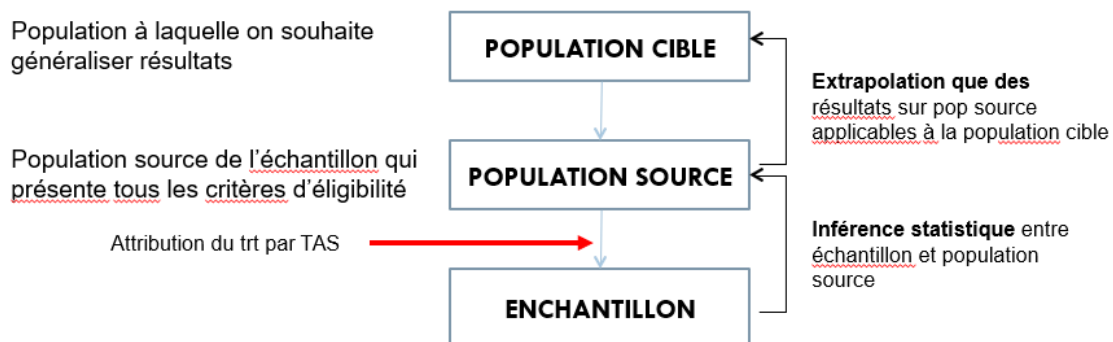 Population à laquelle on souhaite
généraliser résultats
POPULATION CIBLE
Extrapolation que des
résultats sur pop source
applicables à la population cible
Population source de l'échantillon qui
présente tous les critères d'éligibilité
POPULATION SOURCE
Attribution du trt par TAS
Inférence statistique entre
échantillon et population
source
ENCHANTILLON